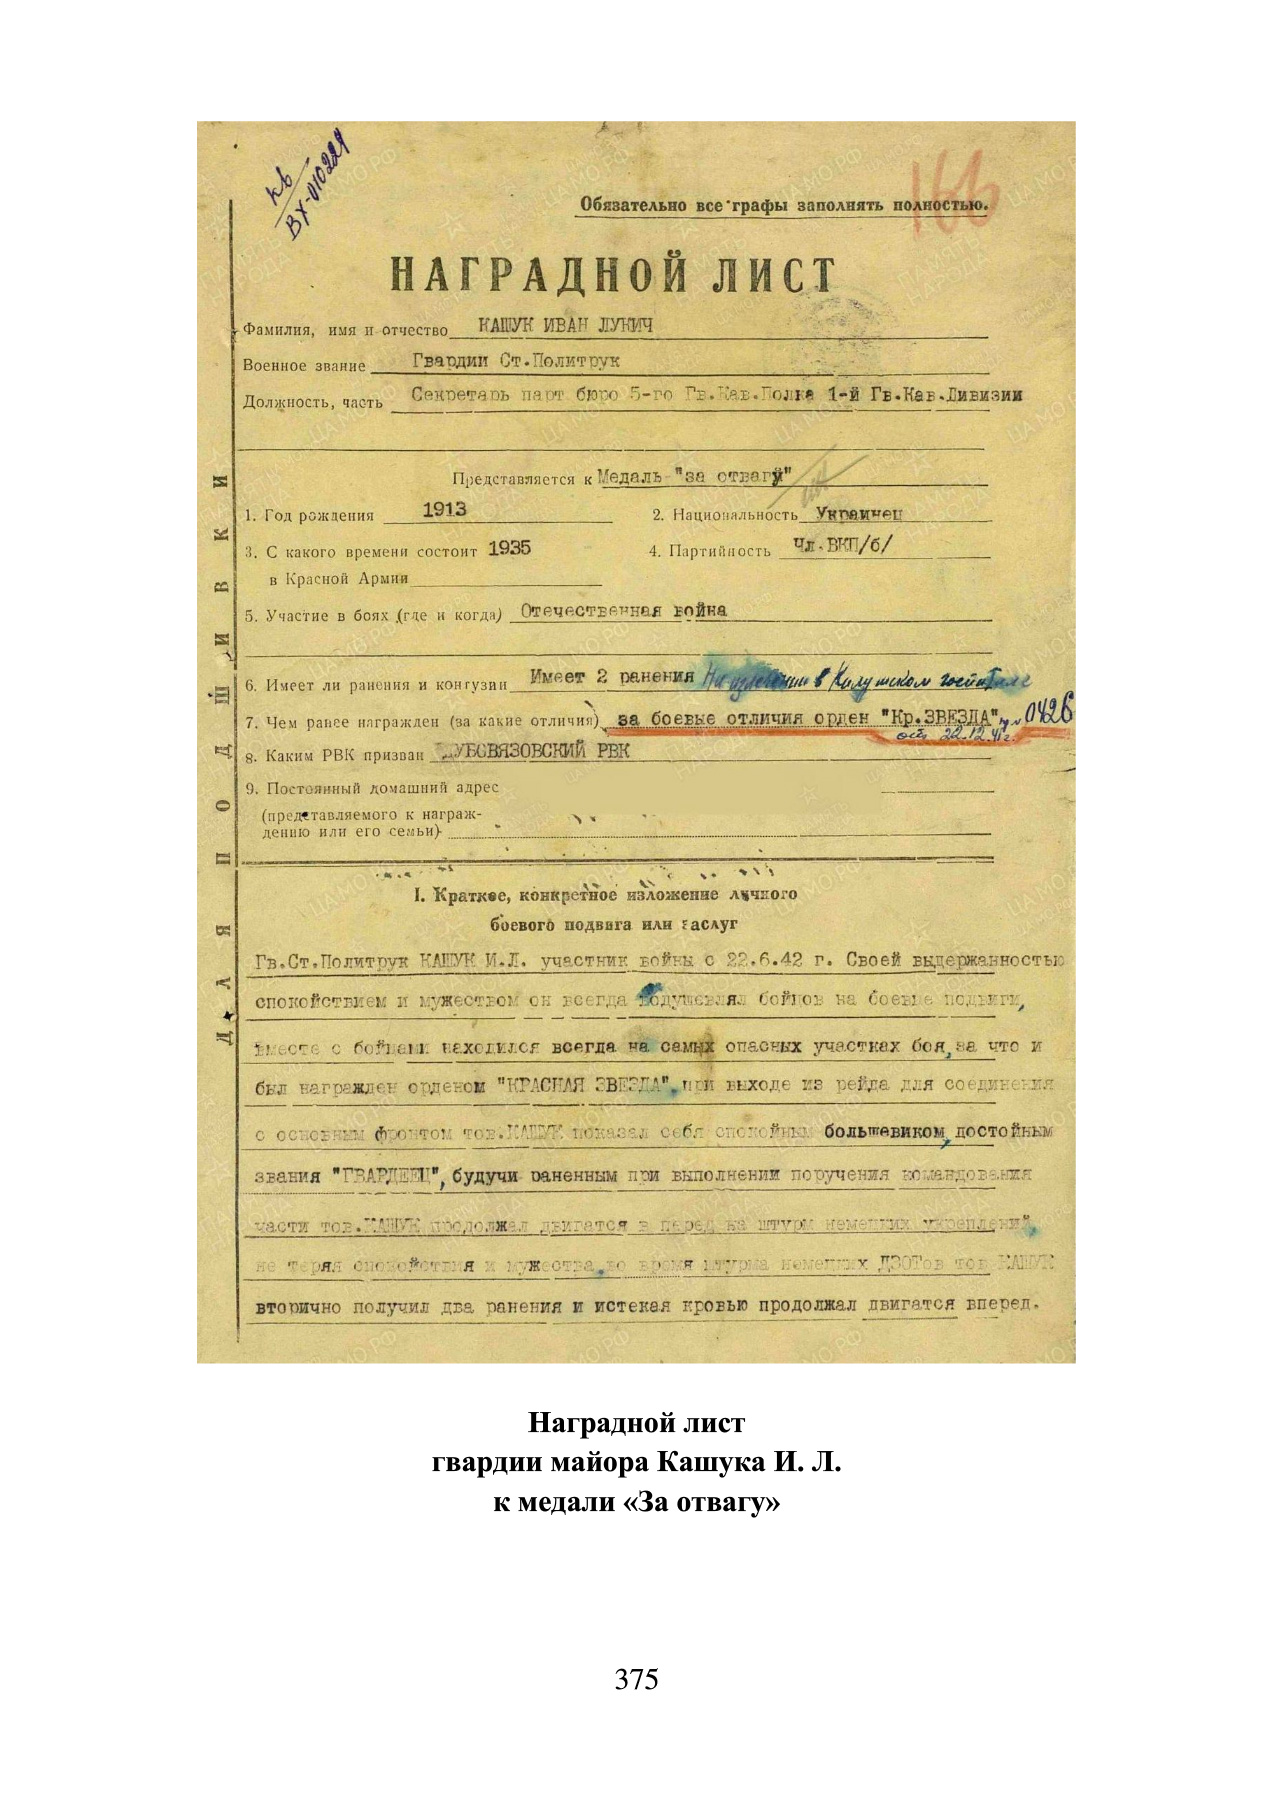 кв
ВХ-010224
166
Обязательно все графы заполнять полностью.
НАГРАДНОЙ ЛИСТ
Фамилия, имя и отчество КАШУК ИВАН ЛУКИЧ
Военное звание Гвардии Ст.Политрук
Должность, часть Секретарь парт бюро 5-го Гв.Кав.Полка 1-й Гв.Кав.Дивизии
Представляется к Медаль "за отвагу"
1. Год рождения 1913 2. Национальность Украинец
3. С какого времени состоит 1935 4. Партийность Чл.ВКП/б/
в Красной Армии
5. Участие в боях (где и когда) Отечественная война
6. Имеет ли ранения и контузии Имеет 2 ранения На излечении в Калужском госпитале
7. Чем ранее награжден (за какие отличия) за боевые отличия орден "Кр.ЗВЕЗДА" 0426
22.12.41г.
8. Каким РВК призван ДУБОВЯЗОВСКИЙ РВК
9. Постоянный домашний адрес
(представляемого к награж-
дению или его семьи)
ДЛЯ ПОДШИВКИ
I. Краткое, конкретное изложение личного
боевого подвига или заслуг
Гв.Ст.Политрук КАШУК И.Л. участник войны с 22.6.42 г. Своей выдержанностью
спокойствием и мужеством он всегда водушевлял бойцов на боевые подвиги,
вместе с бойцами находился всегда на самых опасных участках боя,за что и
был награжден орденом "КРАСНАЯ ЗВЕЗДА",при выходе из рейда для соединения
с основным фронтом тов.КАШУК показал себя спокойным большевиком,достойным
звания "ГВАРДЕЕЦ",будучи раненным при выполнении поручения командования
части тов.КАШУК продолжал двигатся в перед на штурм немецких укреплений,
не теряя спокойствия и мужества,во время штурма немецких ДЗОТов тов КАШУК
вторично получил два ранения и истекая кровью продолжал двигатся вперед.
Наградной лист
гвардии майора Кашука И. Л.
к медали «За отвагу»
375